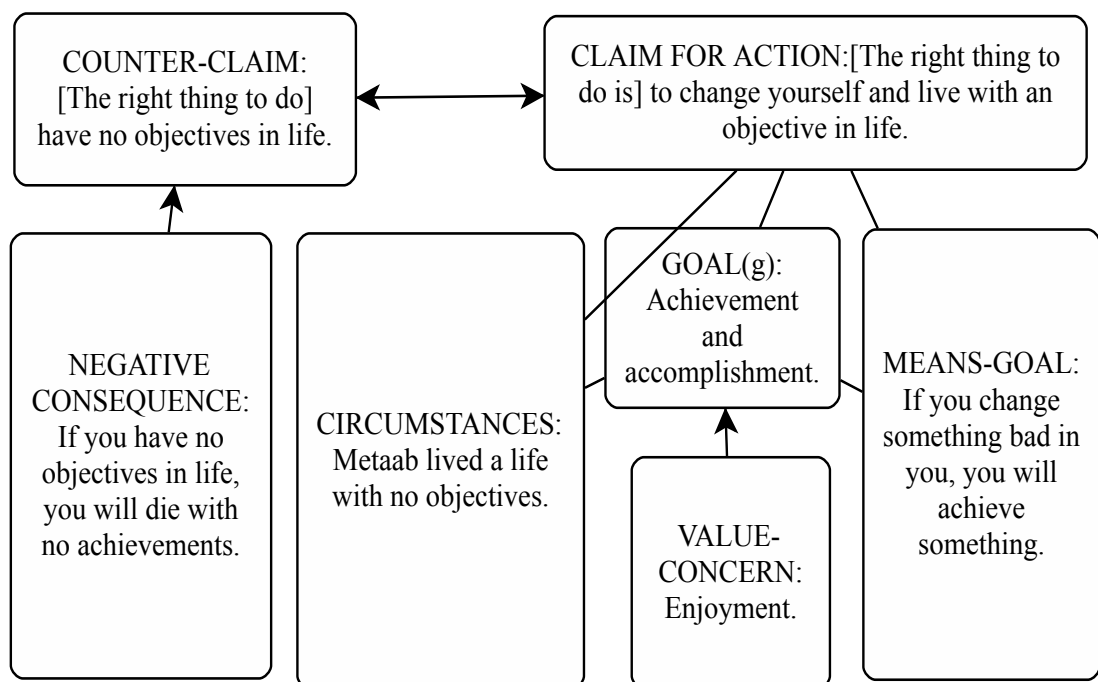 COUNTER-CLAIM:
[The right thing to do]
have no objectives in life.
CLAIM FOR ACTION:[The right thing to
do is] to change yourself and live with an
objective in life.
NEGATIVE
CONSEQUENCE:
If you have no
objectives in life,
you will die with
no achievements.
CIRCUMSTANCES:
Metaab lived a life
with no objectives.
GOAL(g):
Achievement
and
accomplishment.
VALUE-
CONCERN:
Enjoyment.
MEANS-GOAL:
If you change
something bad in
you, you will
achieve
something.